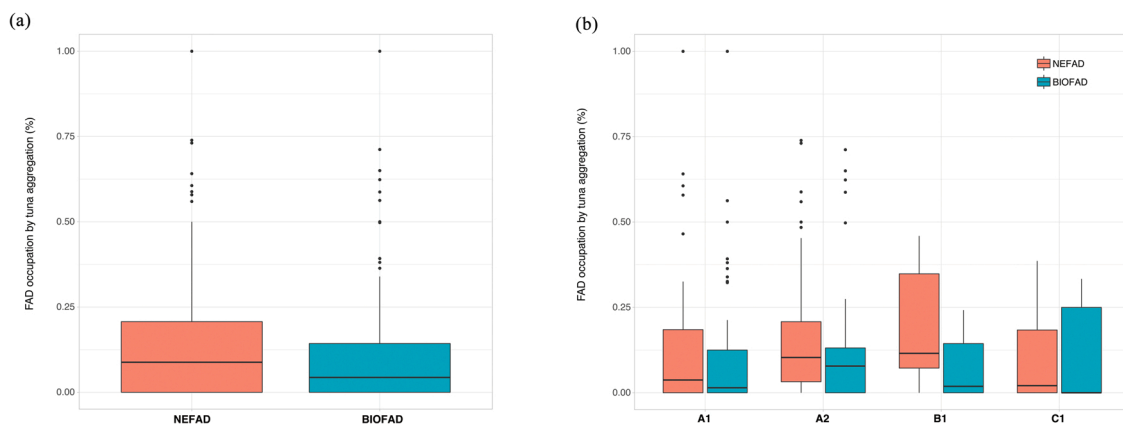 (a)
FAD occupation by tuna aggregation (%)
1.00
0.75
0.50
0.25
0.00
NEFAD BIOFAD
(b)
FAD occupation by tuna aggregation (%)
1.00
0.75
0.50
0.25
0.00
NEFAD
BIOFAD
A1 A2 B1 C1